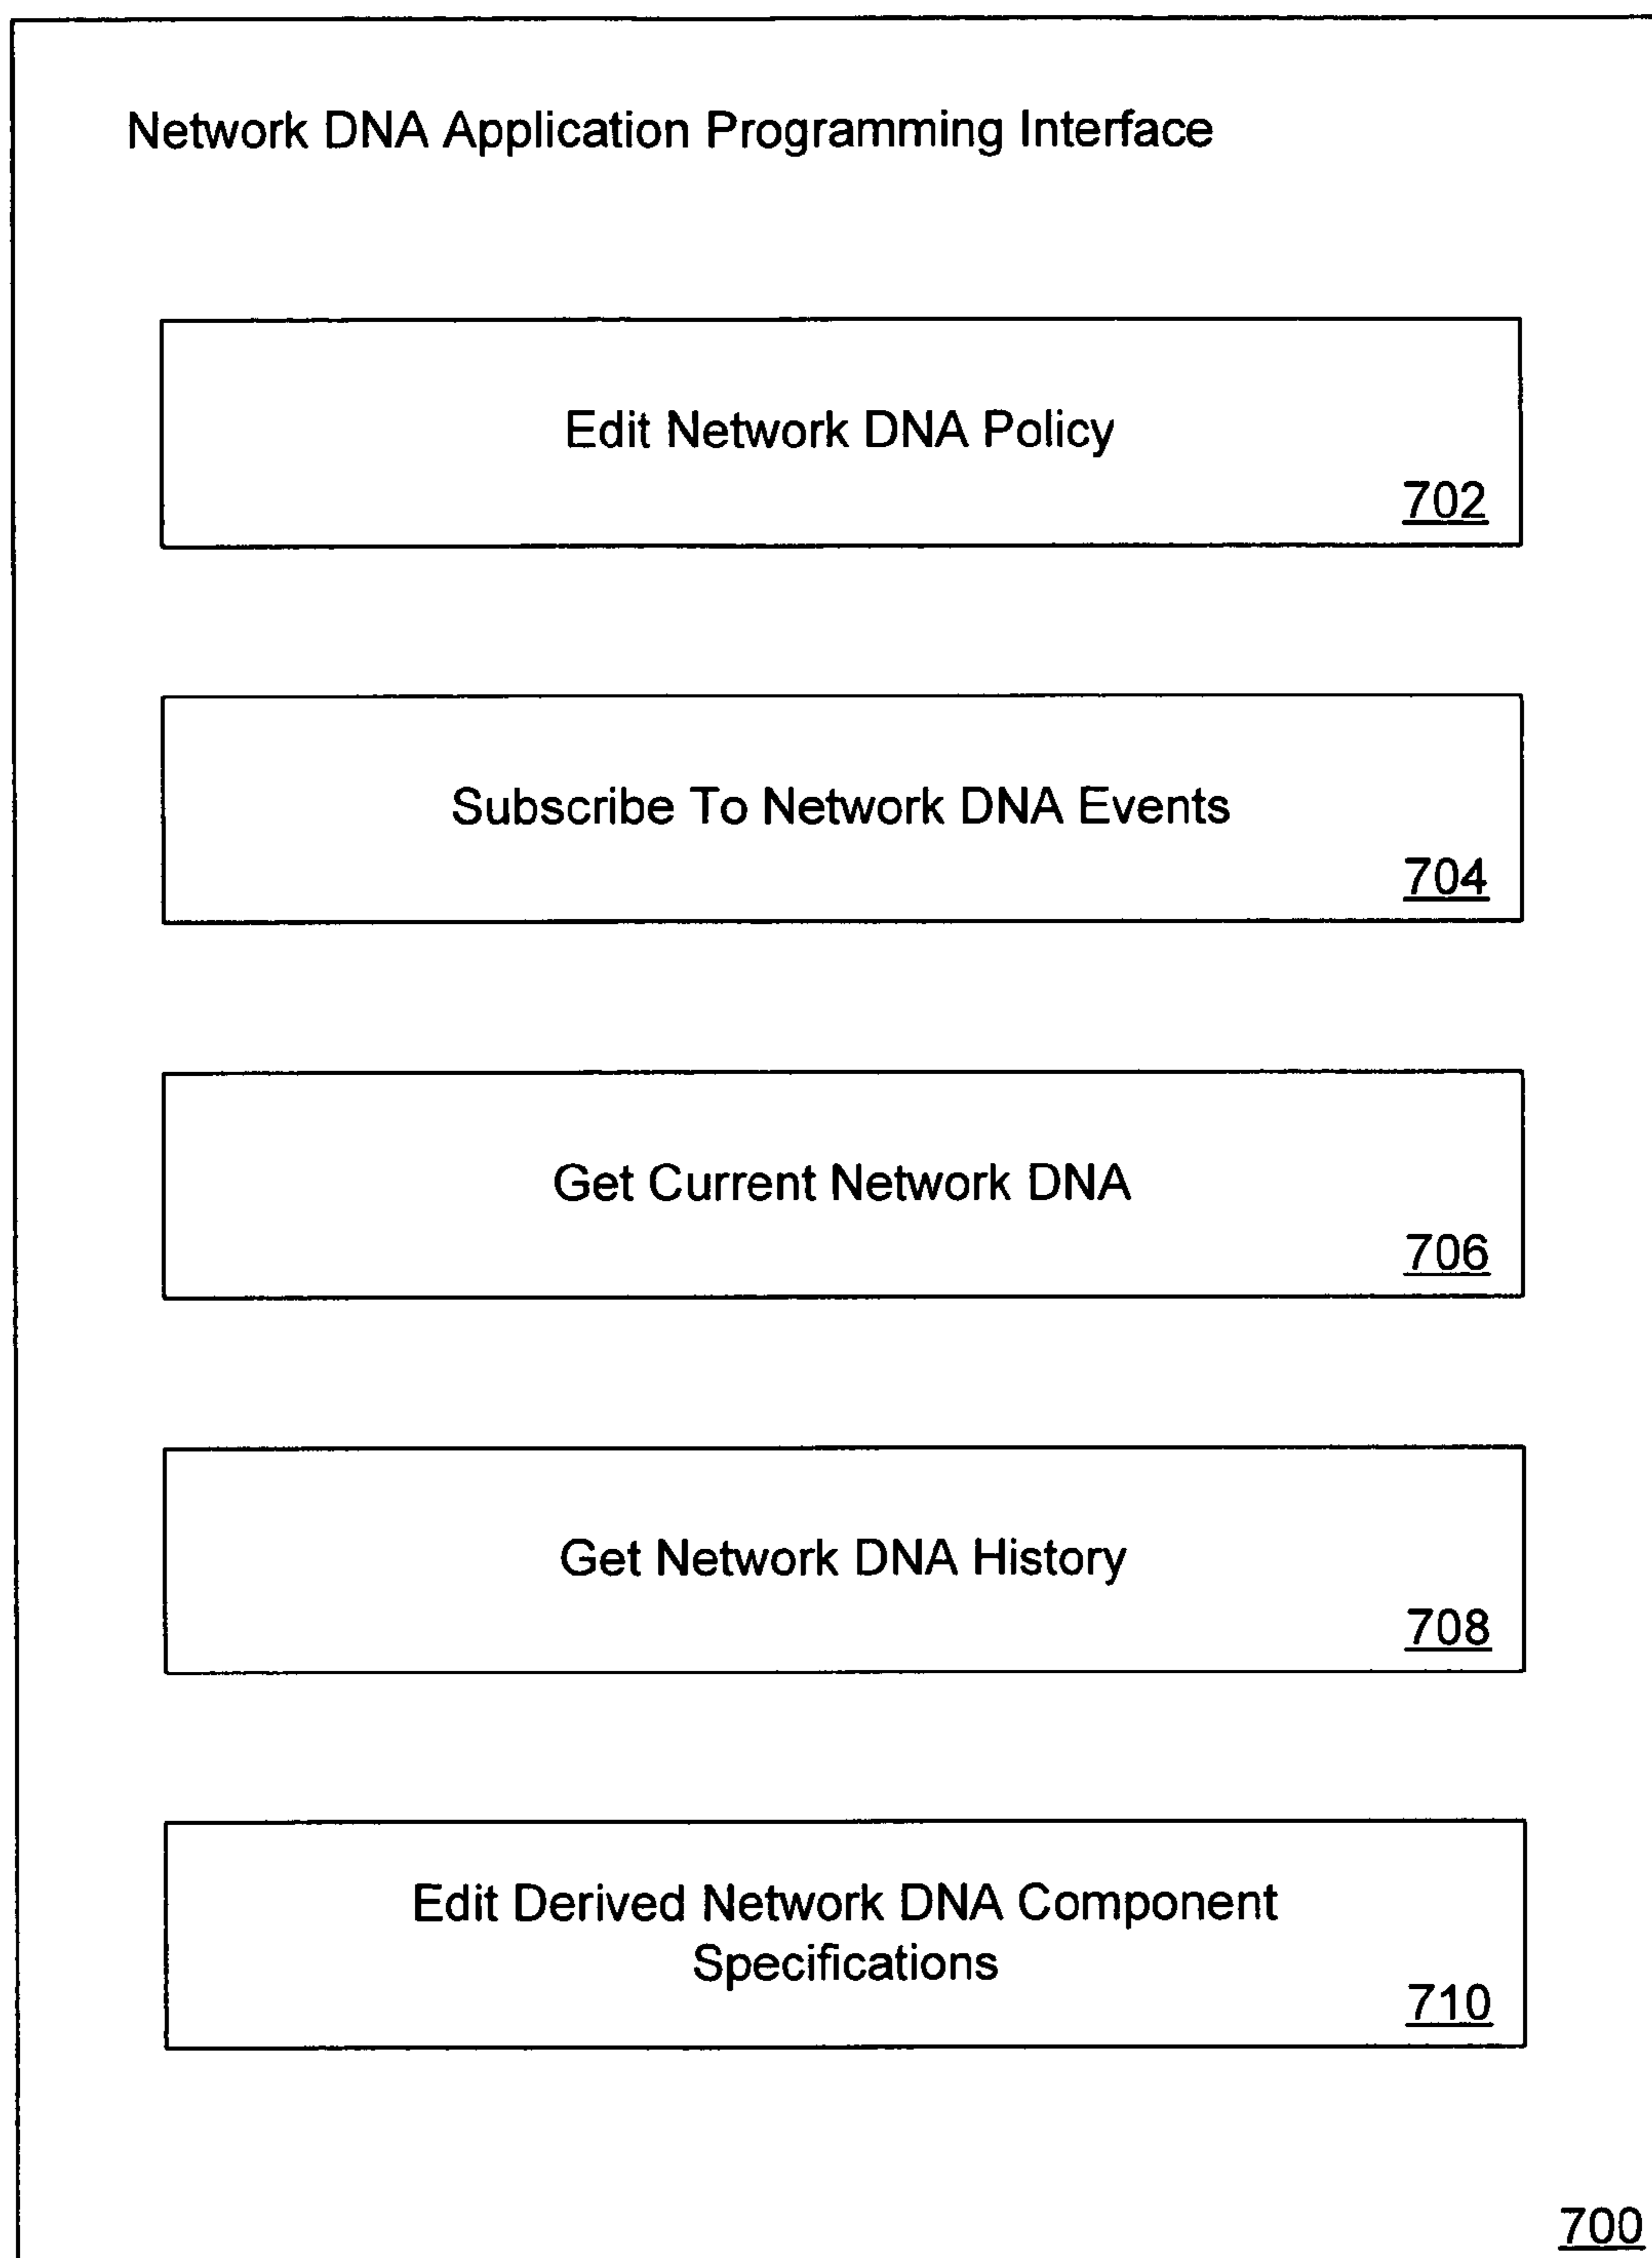 Network DNA Application Programming Interface
Edit Network DNA Policy
702
Subscribe To Network DNA Events
704
Get Current Network DNA
706
Get Network DNA History
708
Edit Derived Network DNA Component
Specifications
710
700